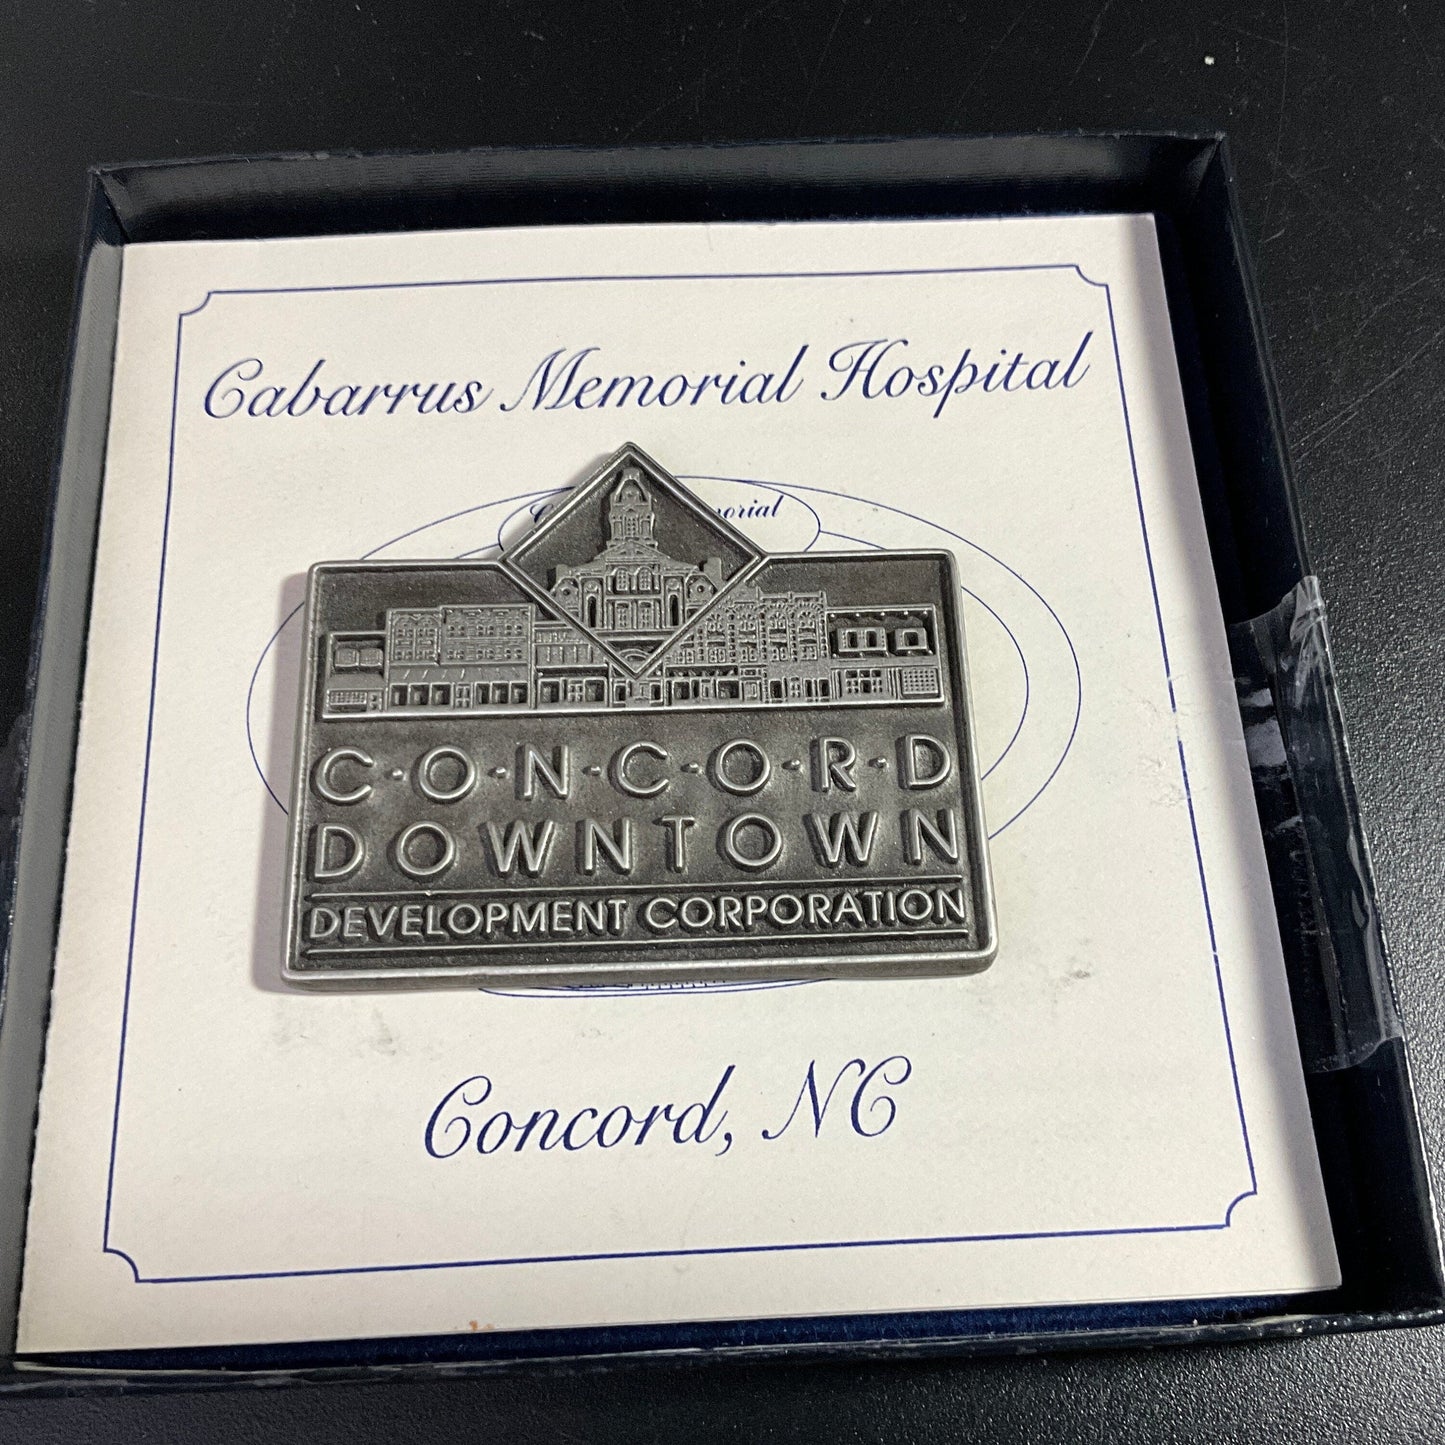 Cabarrus Memorial Hospital
C·O·N·C·O·R·D
DOWNTOWN
DEVELOPMENT CORPORATION
Concord, NC